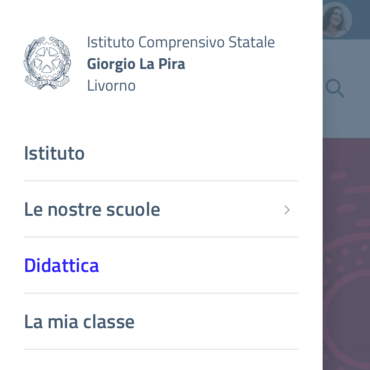 Istituto Comprensivo Statale
Giorgio La Pira
Livorno
Istituto
Le nostre scuole
Didattica
La mia classe